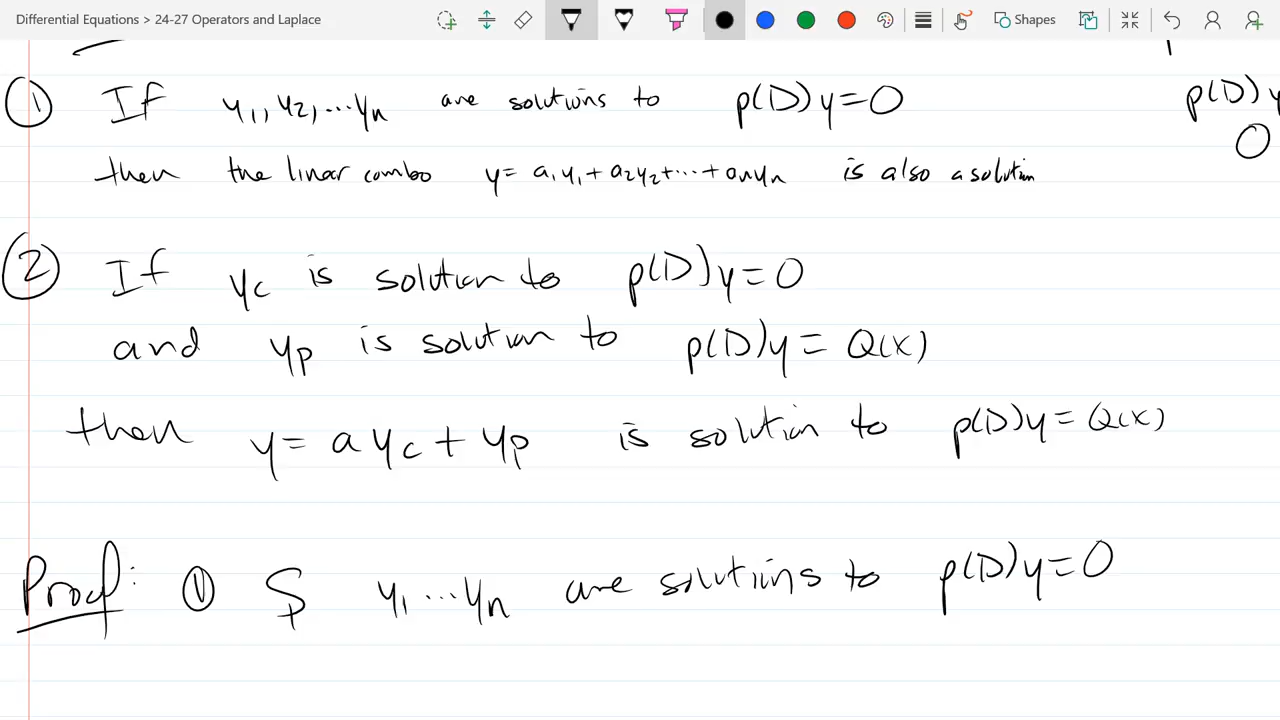 Differential Equations > 24-27 Operators and Laplace
Shapes
① If y₁, y₂, ... yₙ are solutions to p(D)y=0
p(D)y
0
then the linar combo y= a₁y₁ + a₂y₂ + ... + aₙyₙ is also a solution
② If yc is solution to p(D)y=0
and yp is solution to p(D)y= Q(x)
then y= a yc + yp is solution to p(D)y= Q(x)
Proof: ① S y₁ ... yₙ are solutions to p(D)y=0